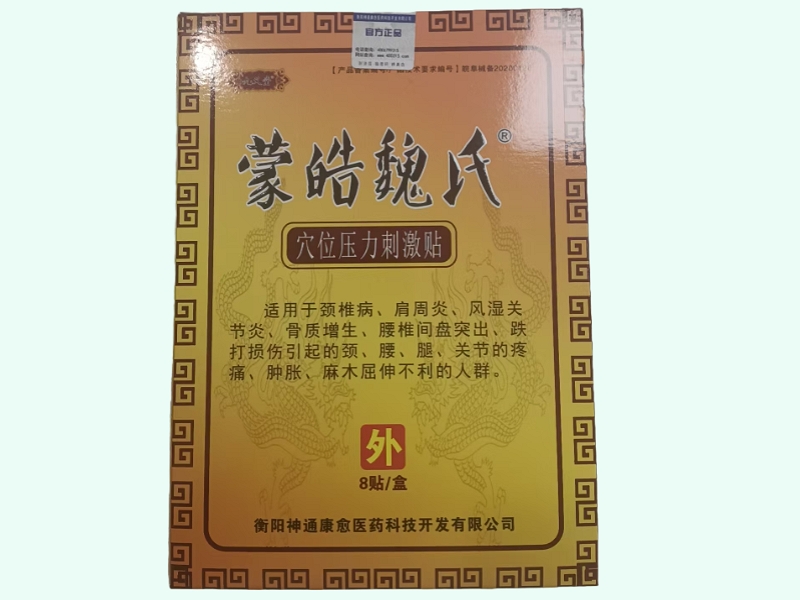 官方正品
蒙皓魏氏®
穴位压力刺激贴
适用于颈椎病、肩周炎、风湿关
节炎、骨质增生、腰椎间盘突出、跌
打损伤引起的颈、腰、腿、关节的疼
痛、肿胀、麻木屈伸不利的人群。
外
8贴/盒
衡阳神通康愈医药科技开发有限公司